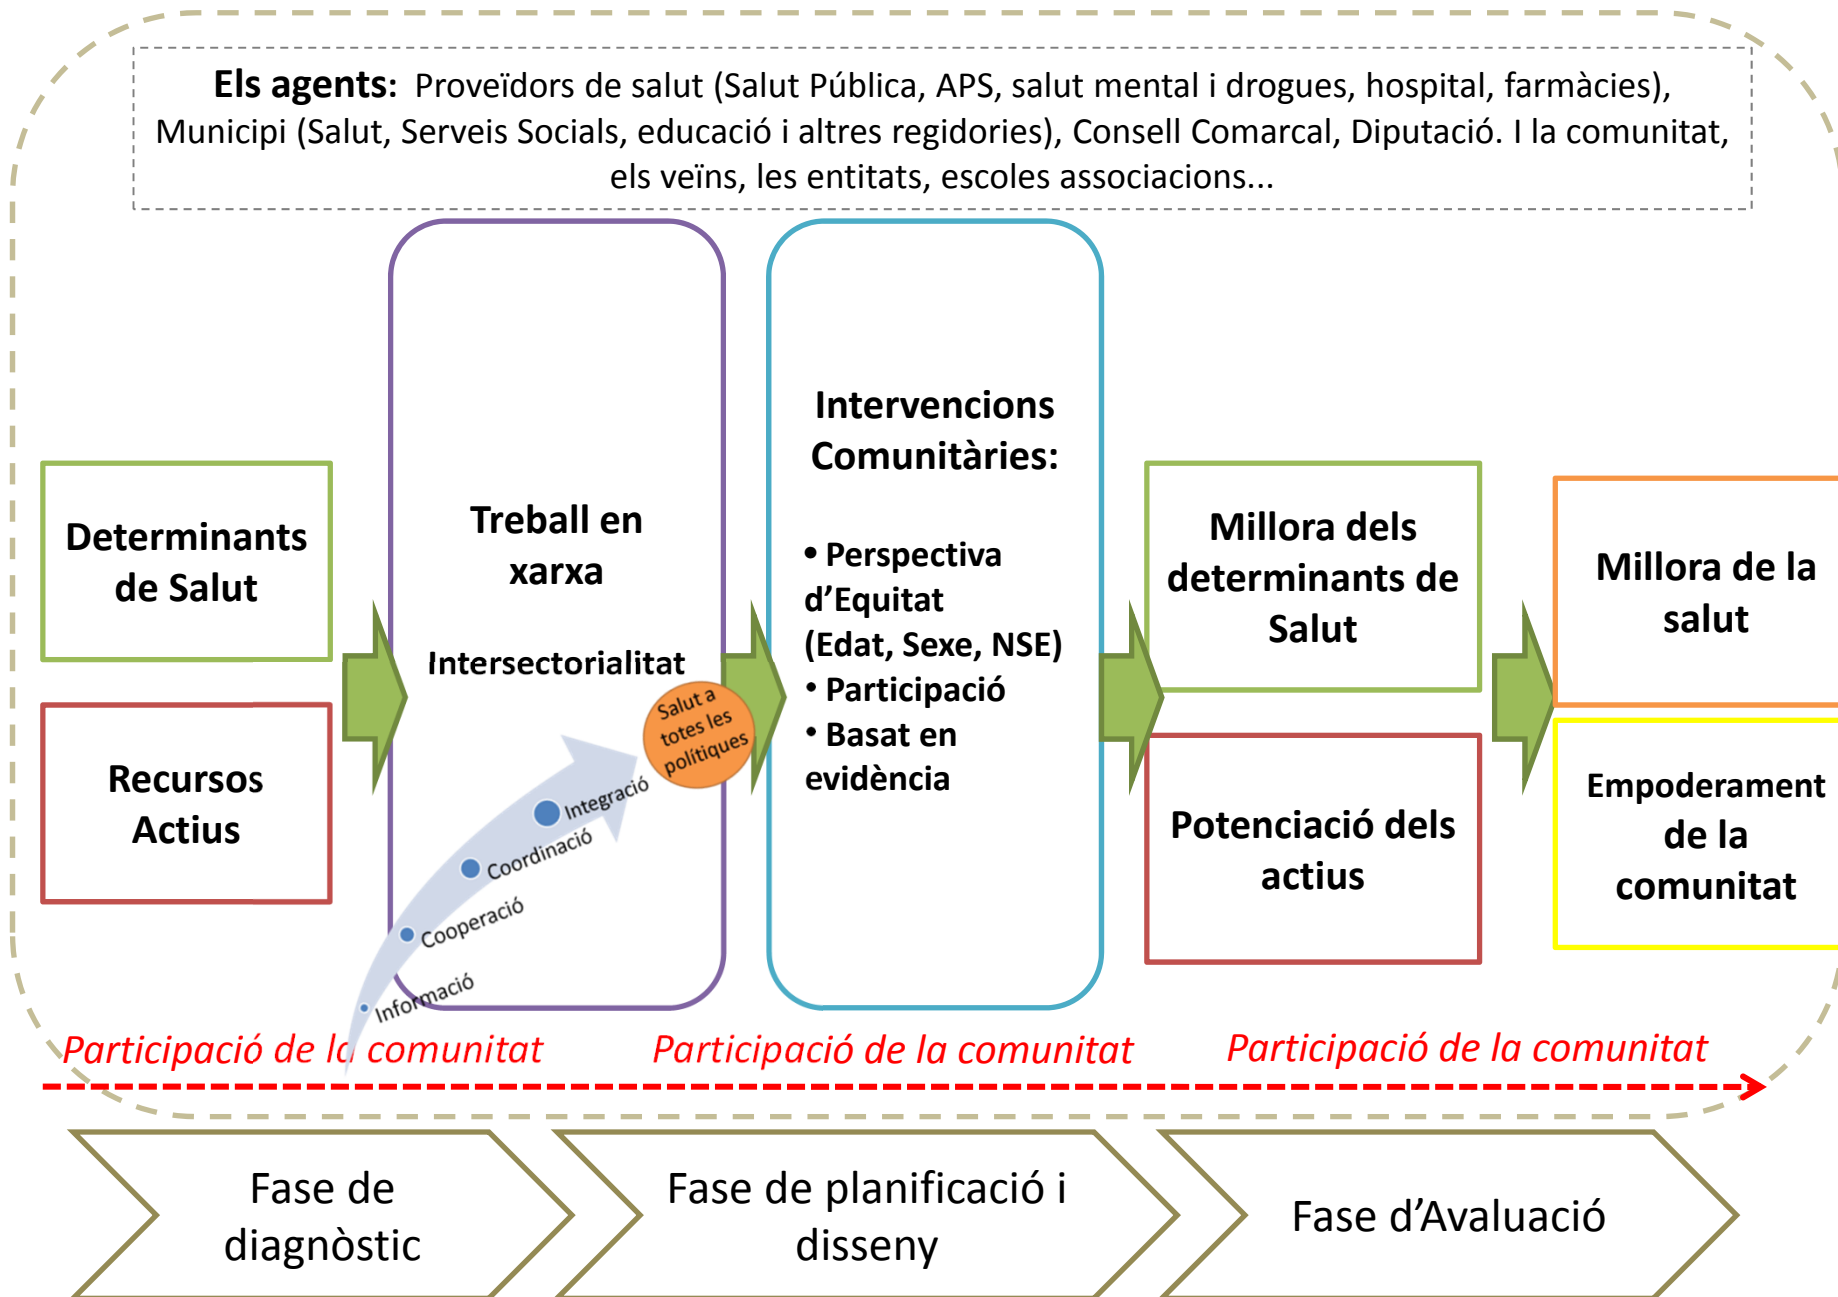 Els agents: Proveïdors de salut (Salut Pública, APS, salut mental i drogues, hospital, farmàcies),
Municipi (Salut, Serveis Socials, educació i altres regidories), Consell Comarcal, Diputació. I la comunitat,
els veïns, les entitats, escoles associacions...
Determinants
de Salut
Recursos
Actius
Treball en
xarxa
Intersectorialitat
Salut a
totes les
polítiques
Integració
Coordinació
Cooperació
Informació
Intervencions
Comunitàries:
• Perspectiva
d’Equitat
(Edat, Sexe, NSE)
• Participació
• Basat en
evidència
Millora dels
determinants de
Salut
Potenciació dels
actius
Millora de la
salut
Empoderament
de la
comunitat
Participació de la comunitat
Participació de la comunitat
Participació de la comunitat
Fase de
diagnòstic
Fase de planificació i
disseny
Fase d’Avaluació